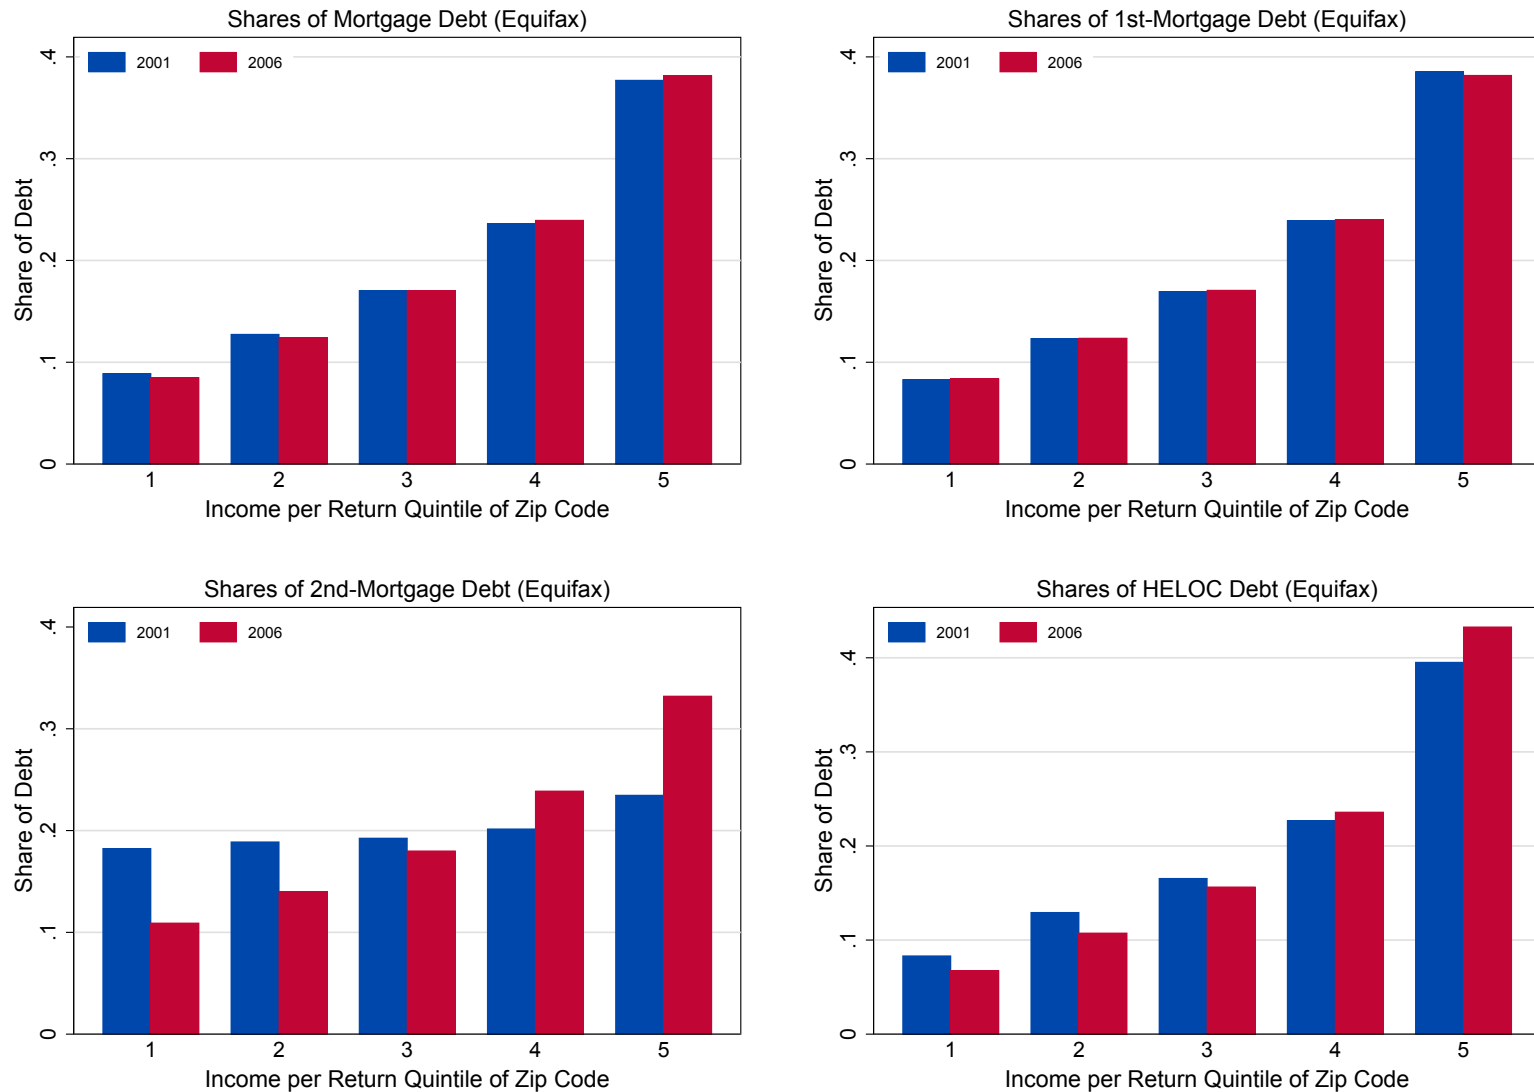 Shares of Mortgage Debt (Equifax)
2001 2006
.4
.3
.2
.1
0
Share of Debt
1 2 3 4 5
Income per Return Quintile of Zip Code
Shares of 1st-Mortgage Debt (Equifax)
2001 2006
.4
.3
.2
.1
0
Share of Debt
1 2 3 4 5
Income per Return Quintile of Zip Code
Shares of 2nd-Mortgage Debt (Equifax)
2001 2006
.4
.3
.2
.1
0
Share of Debt
1 2 3 4 5
Income per Return Quintile of Zip Code
Shares of HELOC Debt (Equifax)
2001 2006
.4
.3
.2
.1
0
Share of Debt
1 2 3 4 5
Income per Return Quintile of Zip Code